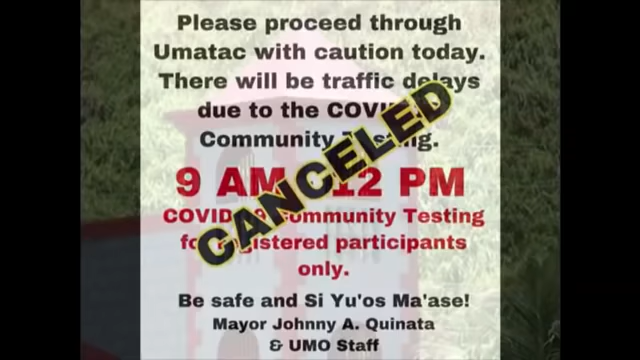 Please proceed through
Umatac with caution today.
There will be traffic delays
due to the COVID
Community Testing.
9 AM 12 PM
COVID 19 Community Testing
for registered participants
only.
CANCELED
Be safe and Si Yu'os Ma'ase!
Mayor Johnny A. Quinata
& UMO Staff